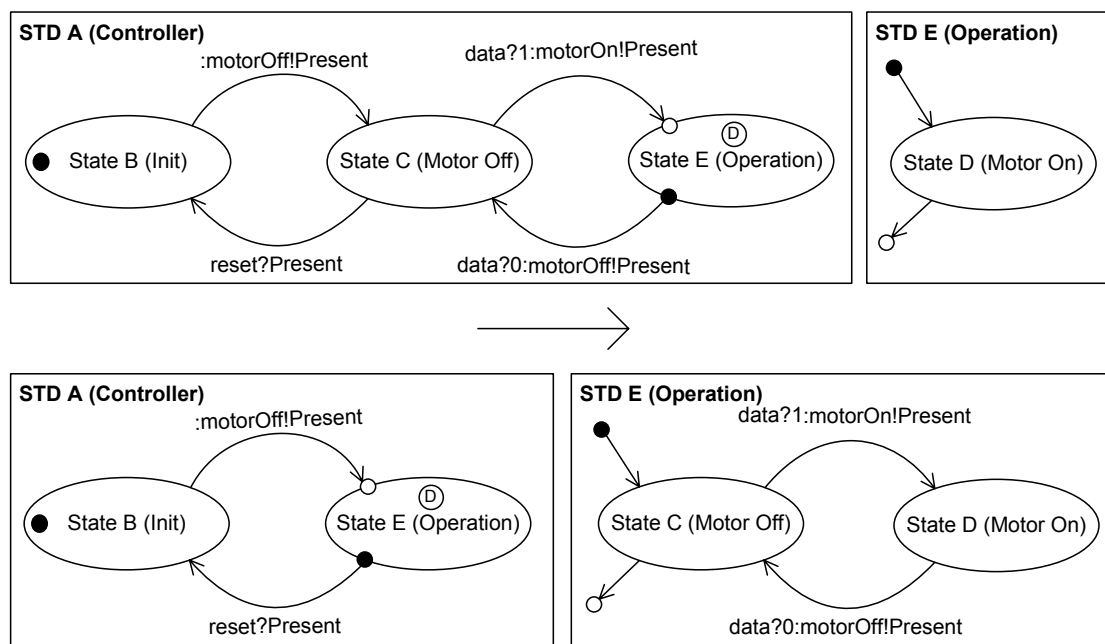 STD A (Controller)
:motorOff!Present
data?1:motorOn!Present
State B (Init)
State C (Motor Off)
D
State E (Operation)
reset?Present
data?0:motorOff!Present
STD E (Operation)
State D (Motor On)
STD A (Controller)
:motorOff!Present
State B (Init)
D
State E (Operation)
reset?Present
STD E (Operation)
data?1:motorOn!Present
State C (Motor Off)
State D (Motor On)
data?0:motorOff!Present